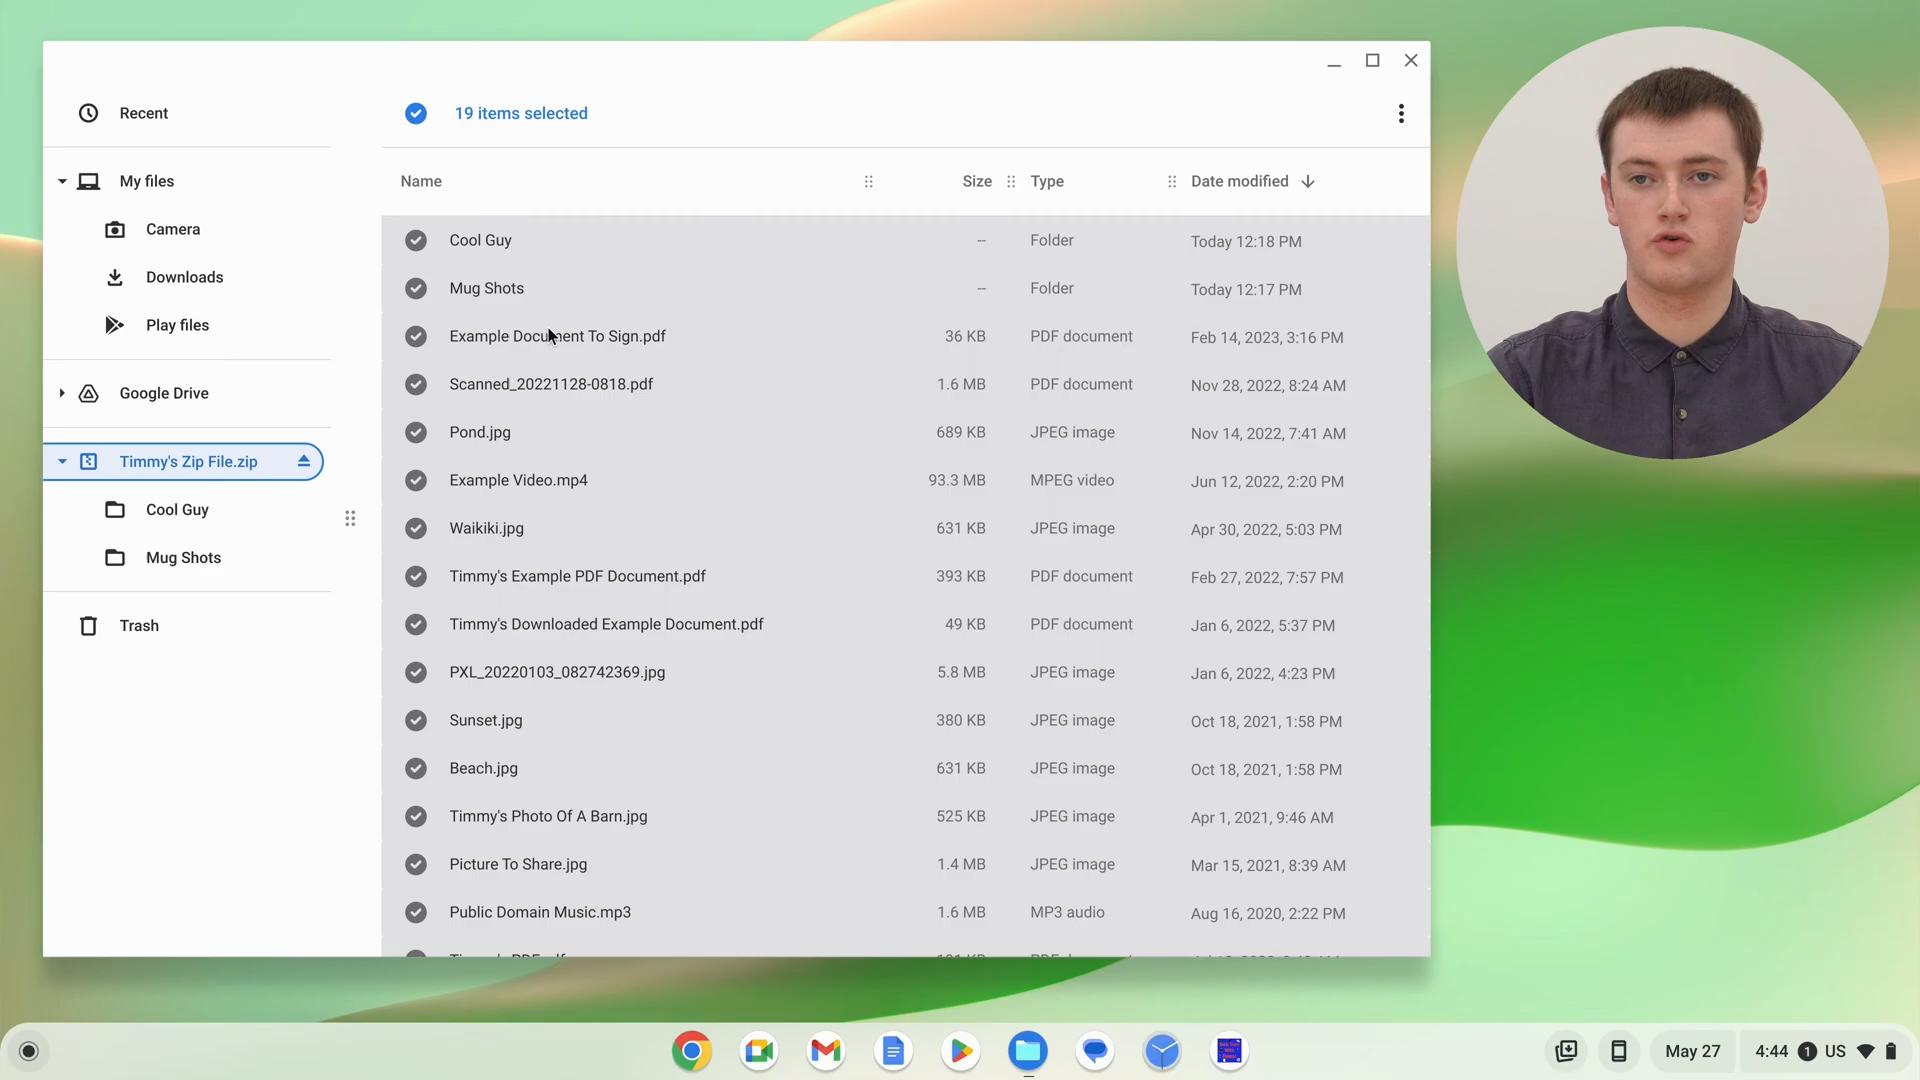 Recent
19 items selected
My files
Name Size Type Date modified
Camera
Downloads
Play files
Google Drive
Timmy's Zip File.zip
Cool Guy
Mug Shots
Trash
Cool Guy -- Folder Today 12:18 PM
Mug Shots -- Folder Today 12:17 PM
Example Document To Sign.pdf 36 KB PDF document Feb 14, 2023, 3:16 PM
Scanned_20221128-0818.pdf 1.6 MB PDF document Nov 28, 2022, 8:24 AM
Pond.jpg 689 KB JPEG image Nov 14, 2022, 7:41 AM
Example Video.mp4 93.3 MB MPEG video Jun 12, 2022, 2:20 PM
Waikiki.jpg 631 KB JPEG image Apr 30, 2022, 5:03 PM
Timmy's Example PDF Document.pdf 393 KB PDF document Feb 27, 2022, 7:57 PM
Timmy's Downloaded Example Document.pdf 49 KB PDF document Jan 6, 2022, 5:37 PM
PXL_20220103_082742369.jpg 5.8 MB JPEG image Jan 6, 2022, 4:23 PM
Sunset.jpg 380 KB JPEG image Oct 18, 2021, 1:58 PM
Beach.jpg 631 KB JPEG image Oct 18, 2021, 1:58 PM
Timmy's Photo Of A Barn.jpg 525 KB JPEG image Apr 1, 2021, 9:46 AM
Picture To Share.jpg 1.4 MB JPEG image Mar 15, 2021, 8:39 AM
Public Domain Music.mp3 1.6 MB MP3 audio Aug 16, 2020, 2:22 PM
May 27 4:44 1 US